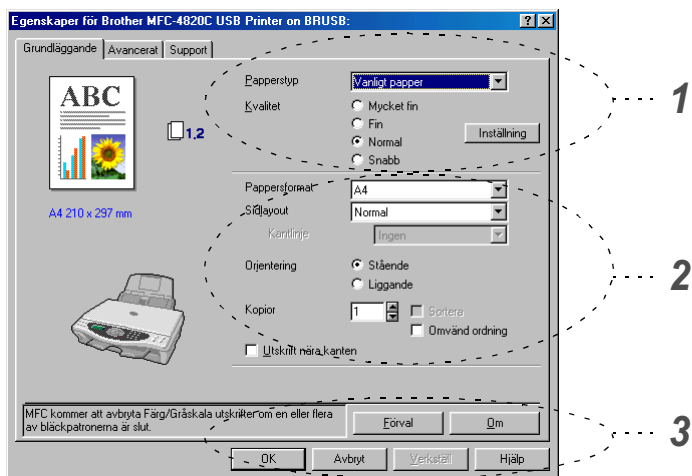 Egenskaper för Brother MFC-4820C USB Printer on BRUSB:
Grundläggande Avancerat Support
ABC
1.2
A4 210 x 297 mm
Papperstyp Vanligt papper
Kvalitet Mycket fin
Fin
Normal
Snabb
Inställning
1
Pappersformat A4
Sidlayout Normal
Kantlinje Ingen
Orientering Stående
Liggande
2
Kopior 1 Sortera
Omvänd ordning
Utskrift nära kanten
MFC kommer att avbryta Färg/Gråskala utskrifter om en eller flera
av bläckpatronerna är slut.
Förval Om
3
OK Avbryt Verkställ Hjälp